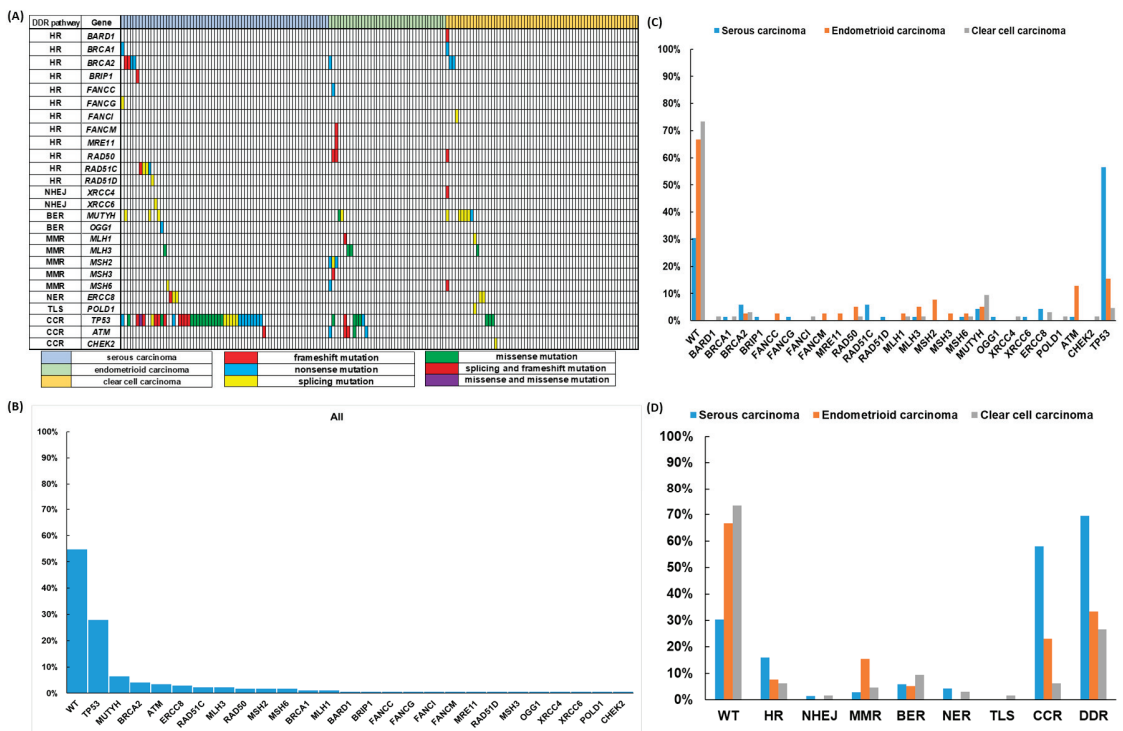 (A)
DDR pathway Gene
HR BARD1
HR BRCA1
HR BRCA2
HR BRIP1
HR FANCC
HR FANCG
HR FANCI
HR FANCM
HR MRE11
HR RAD50
HR RAD51C
HR RAD51D
NHEJ XRCC4
NHEJ XRCC6
BER MUTYH
BER OGG1
MMR MLH1
MMR MLH3
MMR MSH2
MMR MSH3
MMR MSH6
NER ERCC8
TLS POLD1
CCR TP53
CCR ATM
CCR CHEK2
serous carcinoma frameshift mutation missense mutation
endometrioid carcinoma nonsense mutation splicing and frameshift mutation
clear cell carcinoma splicing mutation missense and missense mutation
(B)
All
100%
90%
80%
70%
60%
50%
40%
30%
20%
10%
0%
WT TP53 MUTYH BRCA2 ATM ERCC8 RAD51C MLH3 RAD50 MSH2 MSH6 BRCA1 MLH1 BARD1 BRIP1 FANCC FANCG FANCI FANCM MRE11 RAD51D MSH3 OGG1 XRCC4 XRCC6 POLD1 CHEK2
(C)
Serous carcinoma Endometrioid carcinoma Clear cell carcinoma
100%
90%
80%
70%
60%
50%
40%
30%
20%
10%
0%
WT BARD1 BRCA1 BRCA2 BRIP1 FANCC FANCG FANCI FANCM MRE11 RAD50 RAD51C RAD51D MLH1 MLH3 MSH2 MSH3 MSH6 MUTYH OGG1 XRCC4 XRCC6 ERCC8 POLD1 ATM CHEK2 TP53
(D)
Serous carcinoma Endometrioid carcinoma Clear cell carcinoma
100%
90%
80%
70%
60%
50%
40%
30%
20%
10%
0%
WT HR NHEJ MMR BER NER TLS CCR DDR